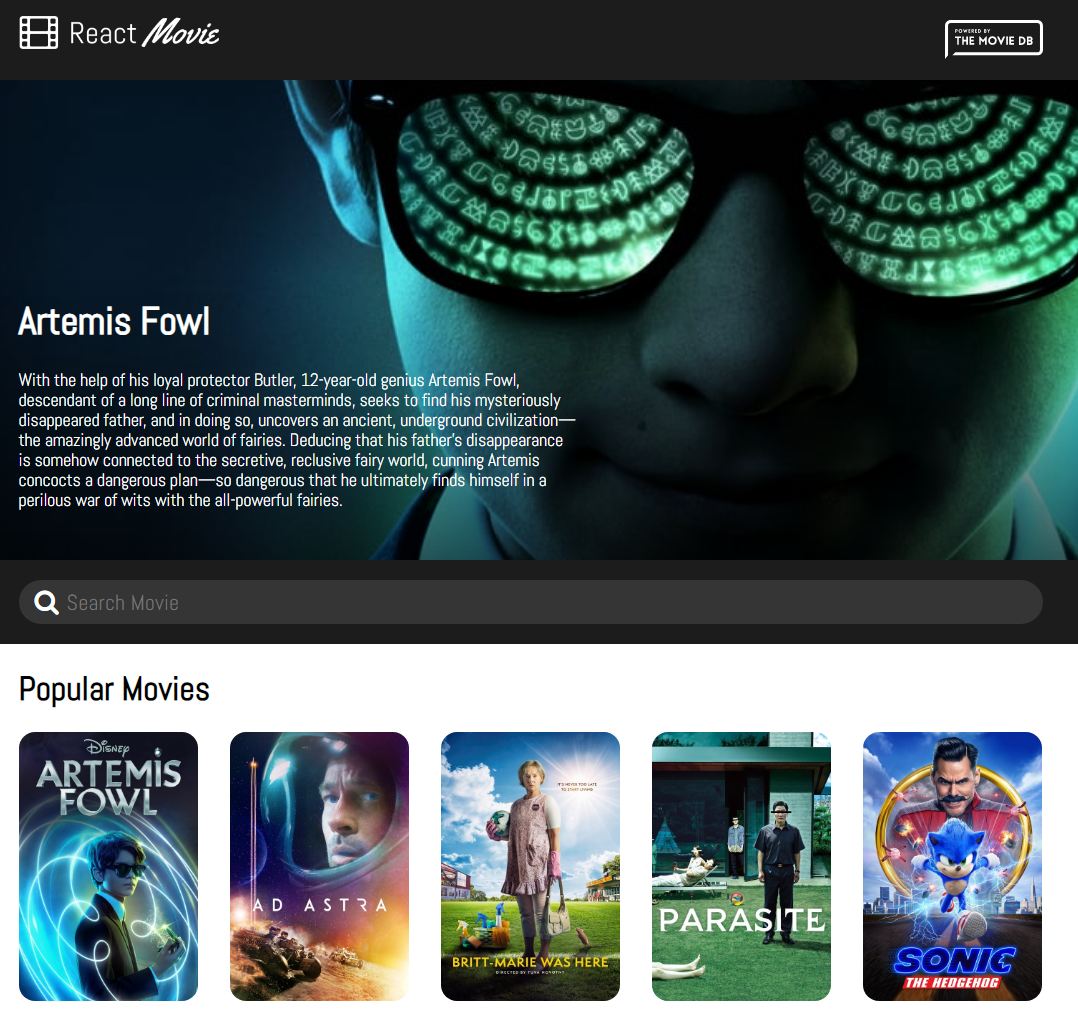 React Movie
POWERED BY
THE MOVIE DB
Artemis Fowl
With the help of his loyal protector Butler, 12-year-old genius Artemis Fowl,
descendant of a long line of criminal masterminds, seeks to find his mysteriously
disappeared father, and in doing so, uncovers an ancient, underground civilization—
the amazingly advanced world of fairies. Deducing that his father's disappearance
is somehow connected to the secretive, reclusive fairy world, cunning Artemis
concocts a dangerous plan—so dangerous that he ultimately finds himself in a
perilous war of wits with the all-powerful fairies.
Search Movie
Popular Movies
Disney
ARTEMIS
FOWL
AD ASTRA
IT'S NEVER TOO LATE
TO START LIVING
BRITT-MARIE WAS HERE
DIRECTED BY TUVA NOVOTNY
PARASITE
SONIC
THE HEDGEHOG